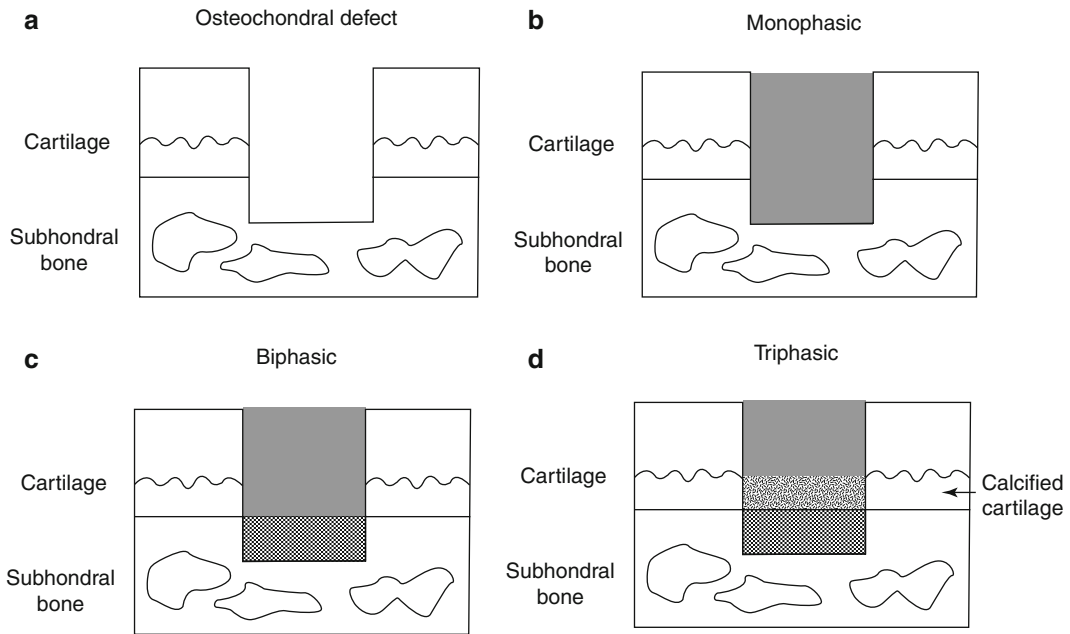 a
Osteochondral defect
Cartilage
Subhondral
bone
b
Monophasic
Cartilage
Subhondral
bone
c
Biphasic
Cartilage
Subhondral
bone
d
Triphasic
Cartilage
Calcified
cartilage
Subhondral
bone